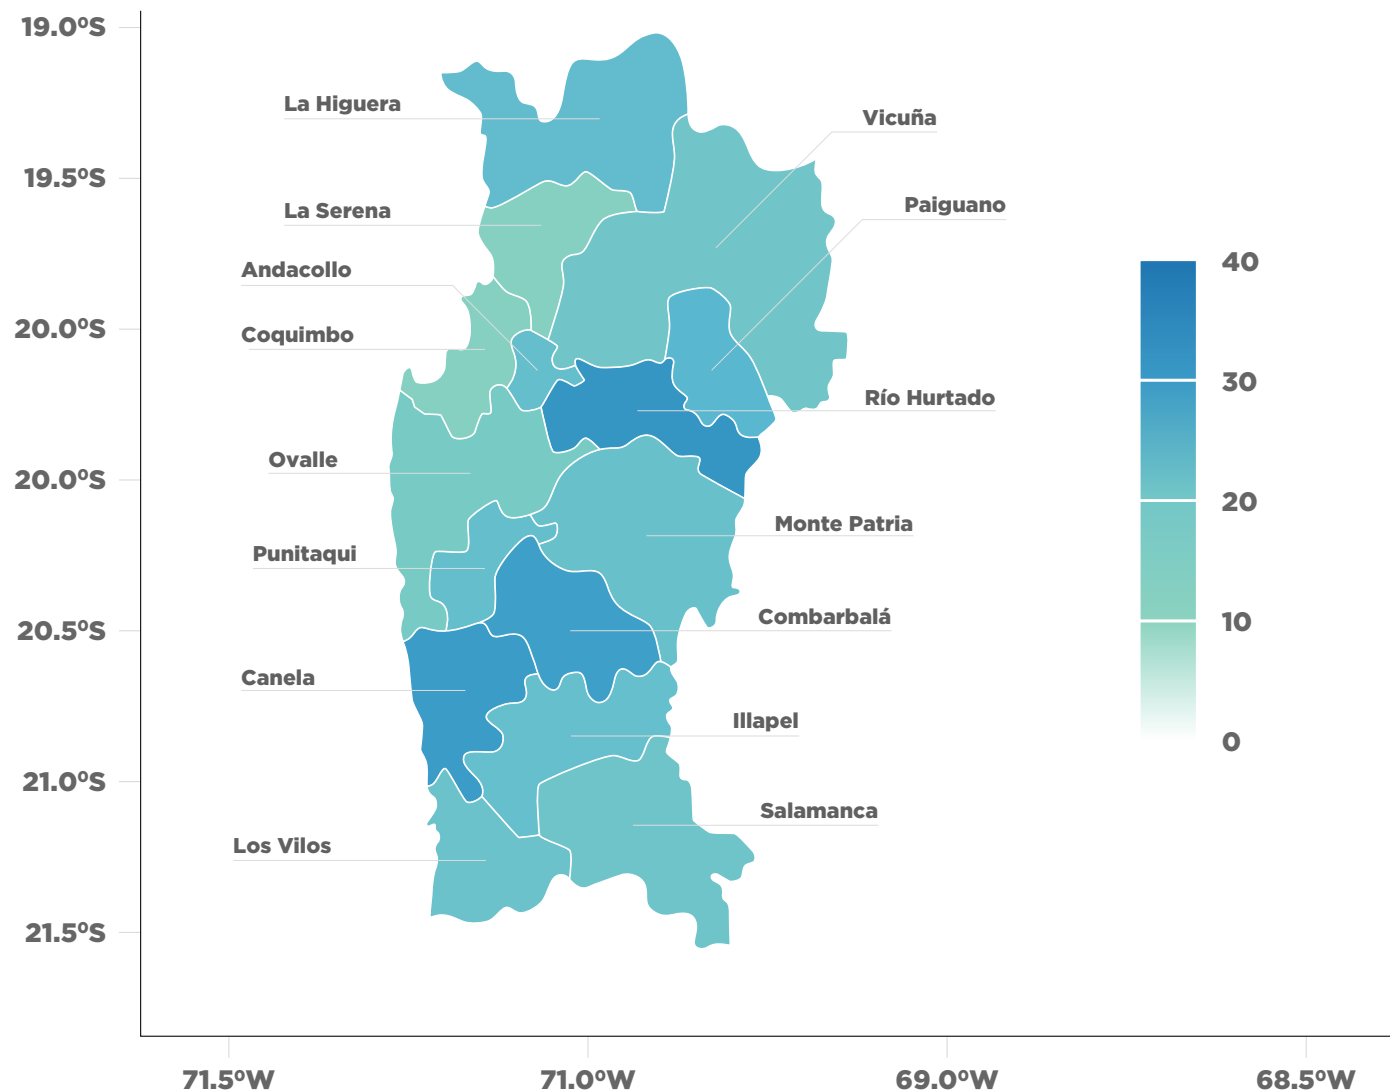 19.0ºS
La Higuera
Vicuña
19.5ºS
Paiguano
La Serena
40
Andacollo
20.0ºS
Coquimbo
30
Río Hurtado
Ovalle
20.0ºS
20
Monte Patria
Punitaqui
Combarbalá
10
20.5ºS
Canela
Illapel
0
21.0ºS
Salamanca
Los Vilos
21.5ºS
71.5ºW
71.0ºW
69.0ºW
68.5ºW